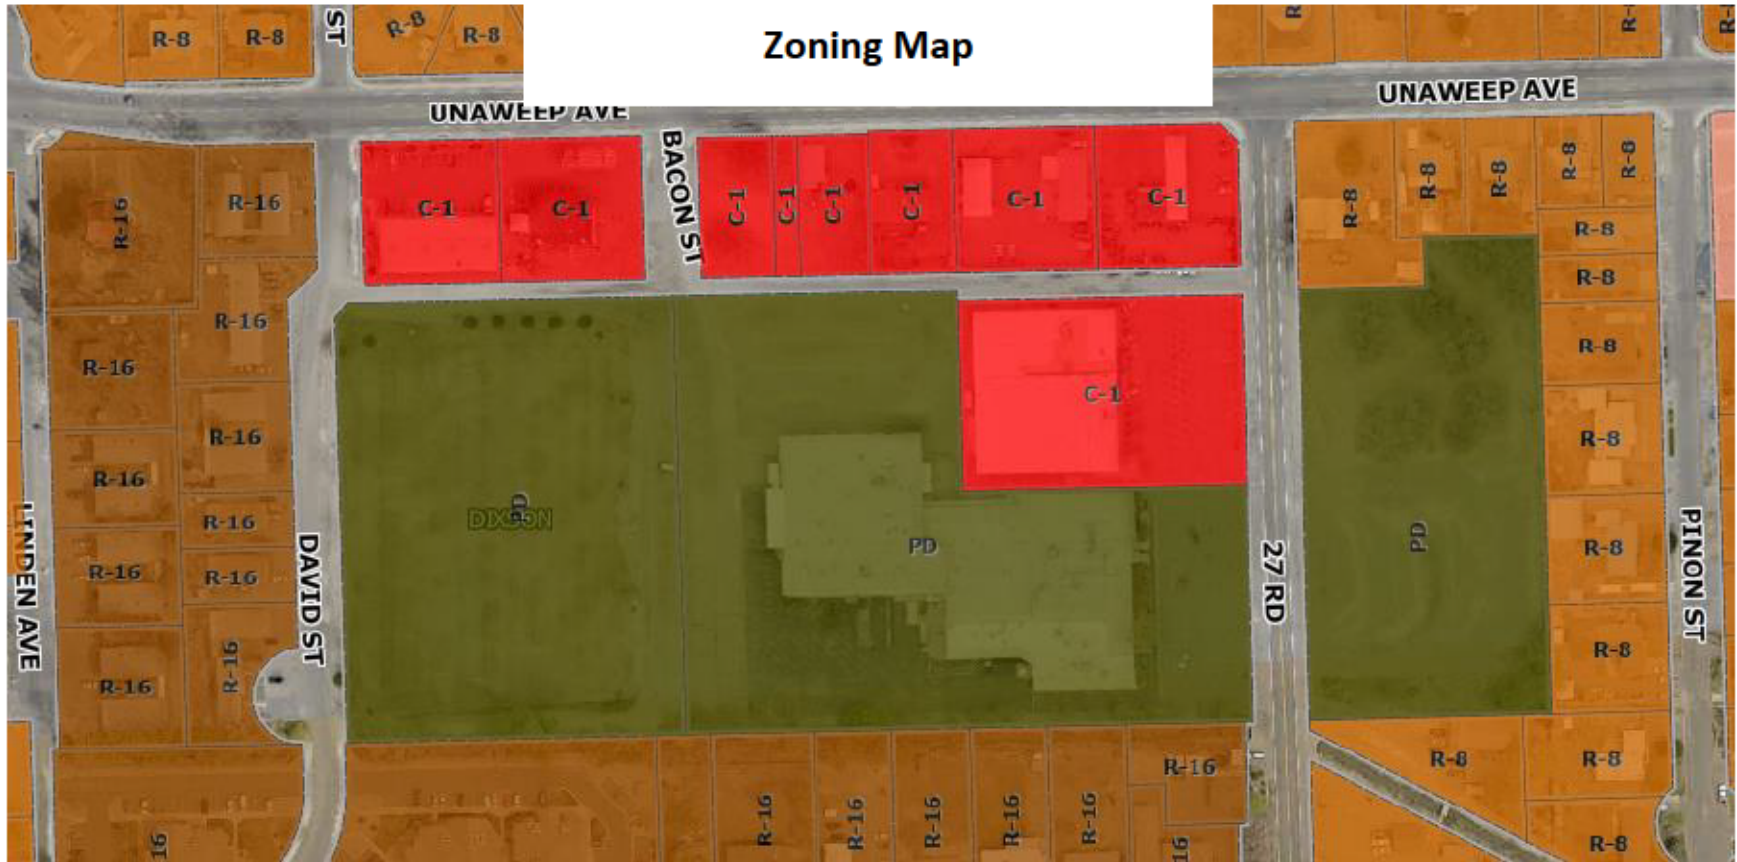 Zoning Map
R-8
R-8
ST
R-8
R-8
R
R-8
R-8
UNAWEEP AVE
UNAWEEP AVE
BACON ST
R-16
R-16
C-1
C-1
C-1
C-1
C-1
C-1
C-1
C-1
R-8
R-8
R-8
R-8
R-8
R-8
R-8
R-16
R-8
R-16
C-1
R-16
R-8
R-16
R-16
R-16
DIXSON
PD
PD
PD
R-8
LINDEN AVE
DAVID ST
27 RD
PINON ST
R-16
R-16
R-16
R-16
R-8
R-8
R-8
R-16
R-16
R-16
R-16
R-16
R-16
R-8
16
16